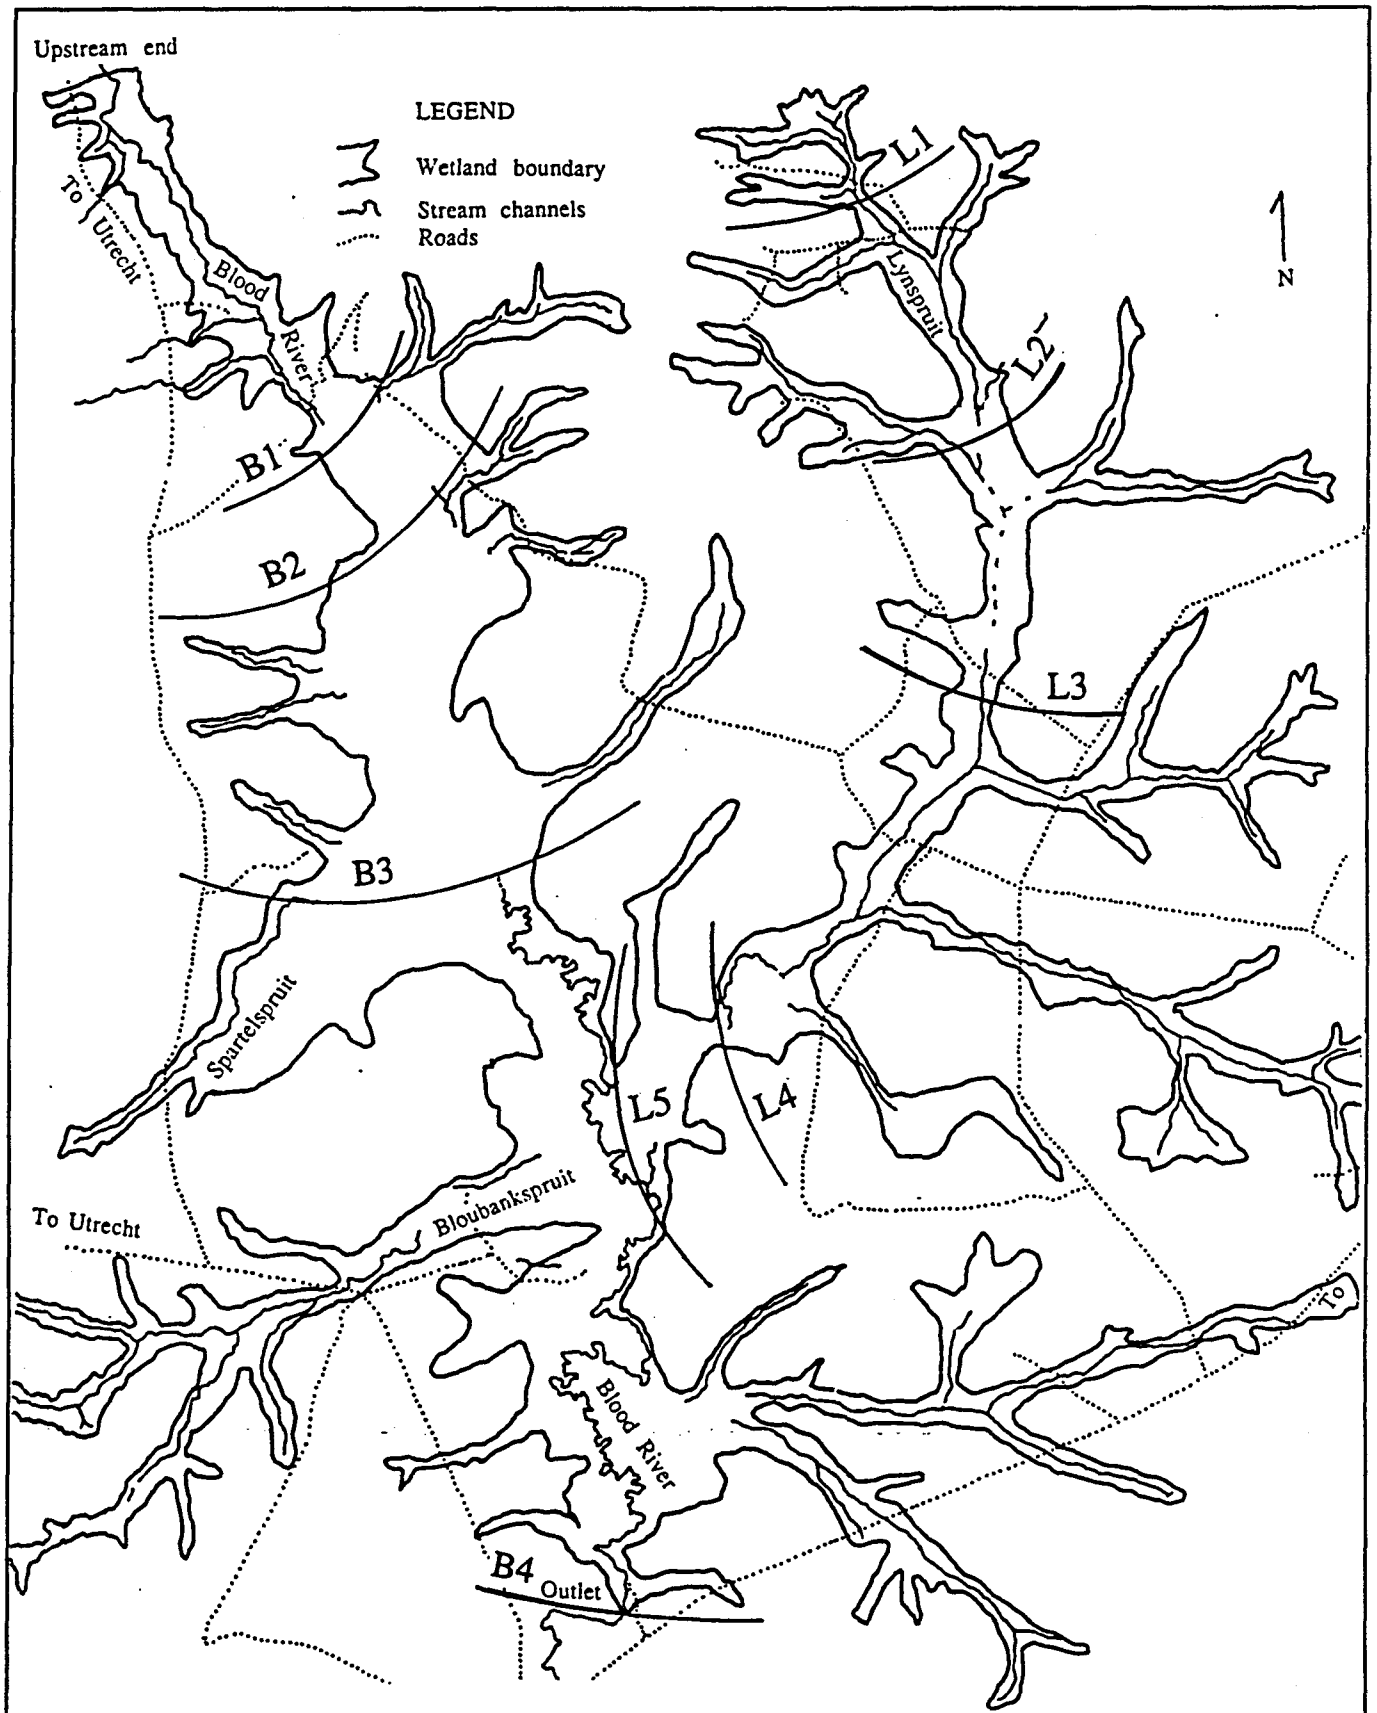 Upstream end
LEGEND
Wetland boundary
Stream channels
Roads
To Utrecht
Blood
River
L1
N
Lynspruit
L2
B1
B2
L3
B3
Spartelspruit
L5
L4
Bloubankspruit
To Utrecht
To
Blood River
B4
Outlet